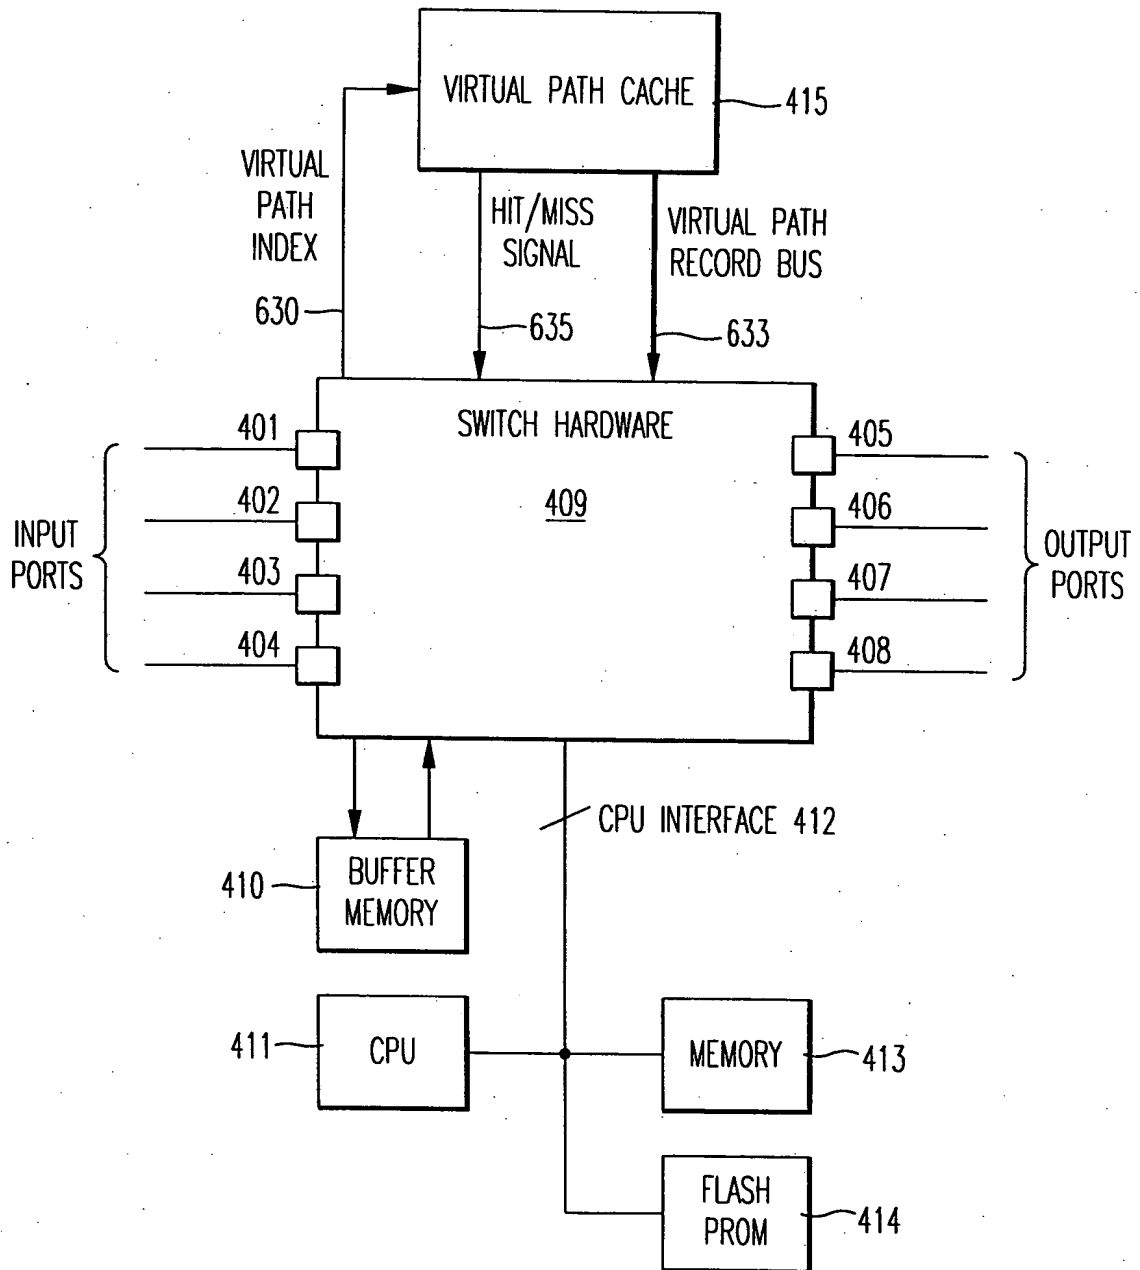 VIRTUAL PATH CACHE
415
VIRTUAL
PATH
INDEX
HIT/MISS
SIGNAL
VIRTUAL PATH
RECORD BUS
630
635
633
SWITCH HARDWARE
409
401
402
403
404
INPUT
PORTS
405
406
407
408
OUTPUT
PORTS
CPU INTERFACE 412
410
BUFFER
MEMORY
411
CPU
MEMORY
413
FLASH
PROM
414